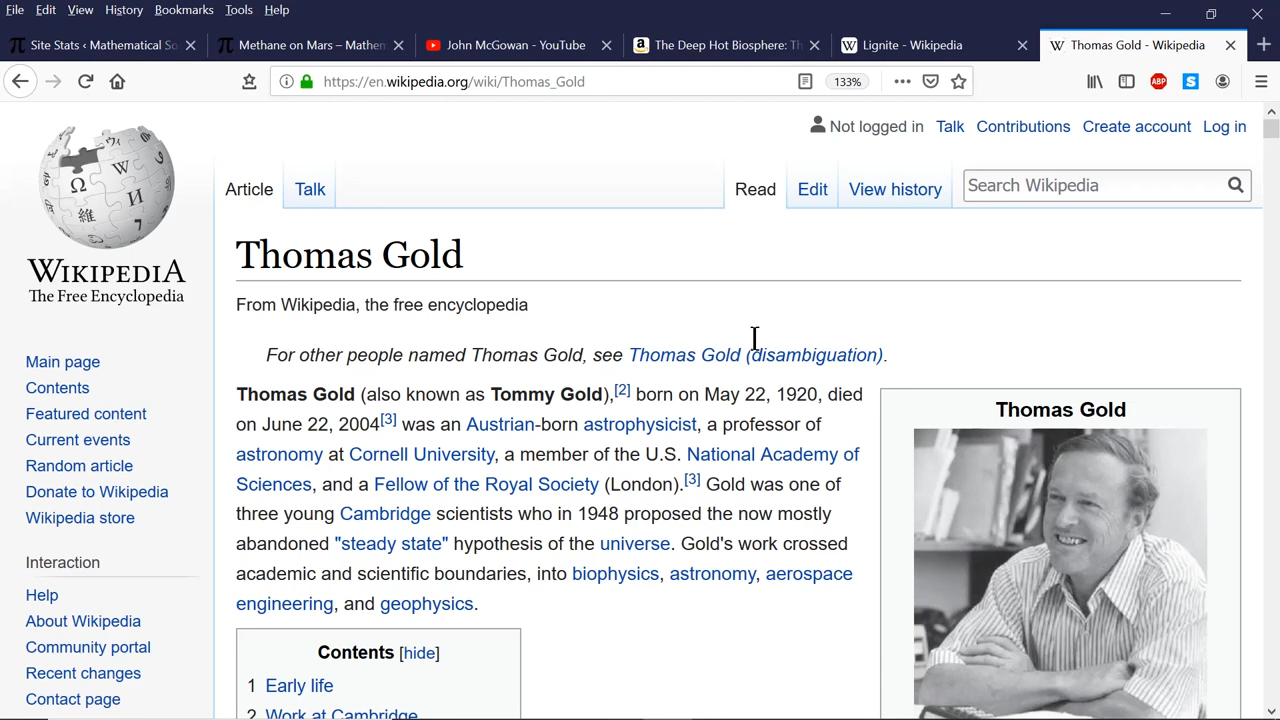 File Edit View History Bookmarks Tools Help
Site Stats ‹ Mathematical So
Methane on Mars – Mathem
John McGowan - YouTube
The Deep Hot Biosphere: Th
Lignite - Wikipedia
Thomas Gold - Wikipedia
https://en.wikipedia.org/wiki/Thomas_Gold
133%
ABP
S
Not logged in Talk Contributions Create account Log in
Article Talk Read Edit View history Search Wikipedia
WIKIPEDIA
The Free Encyclopedia
Main page
Contents
Featured content
Current events
Random article
Donate to Wikipedia
Wikipedia store
Interaction
Help
About Wikipedia
Community portal
Recent changes
Contact page
Thomas Gold
From Wikipedia, the free encyclopedia
For other people named Thomas Gold, see Thomas Gold (disambiguation).
Thomas Gold (also known as Tommy Gold),[2] born on May 22, 1920, died
on June 22, 2004[3] was an Austrian-born astrophysicist, a professor of
astronomy at Cornell University, a member of the U.S. National Academy of
Sciences, and a Fellow of the Royal Society (London).[3] Gold was one of
three young Cambridge scientists who in 1948 proposed the now mostly
abandoned "steady state" hypothesis of the universe. Gold's work crossed
academic and scientific boundaries, into biophysics, astronomy, aerospace
engineering, and geophysics.
Contents [hide]
1 Early life
2 Work at Cambridge
Thomas Gold